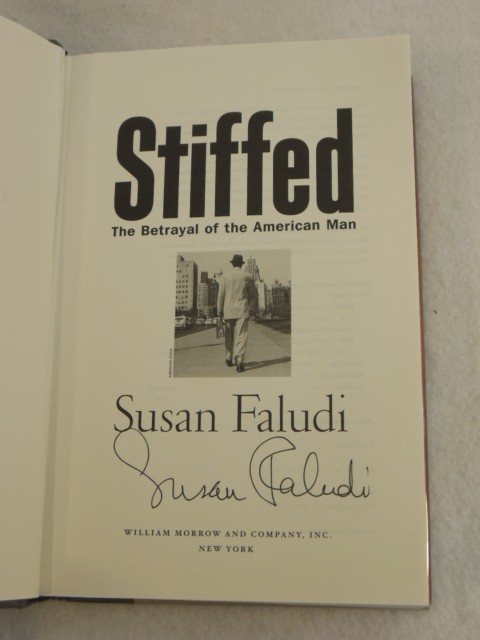 Stiffed
The Betrayal of the American Man
Susan Faludi
Susan Faludi
WILLIAM MORROW AND COMPANY, INC.
NEW YORK